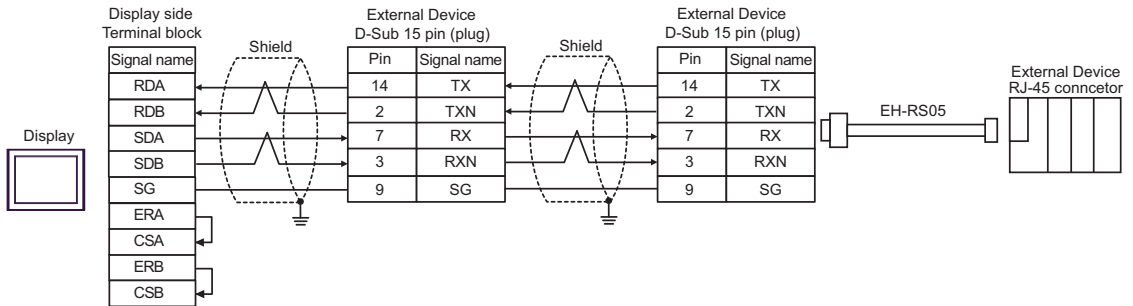 Display side
Terminal block
Signal name
RDA
RDB
SDA
SDB
SG
ERA
CSA
ERB
CSB
Display
Shield
External Device
D-Sub 15 pin (plug)
Pin Signal name
14 TX
2 TXN
7 RX
3 RXN
9 SG
Shield
External Device
D-Sub 15 pin (plug)
Pin Signal name
14 TX
2 TXN
7 RX
3 RXN
9 SG
EH-RS05
External Device
RJ-45 conncetor